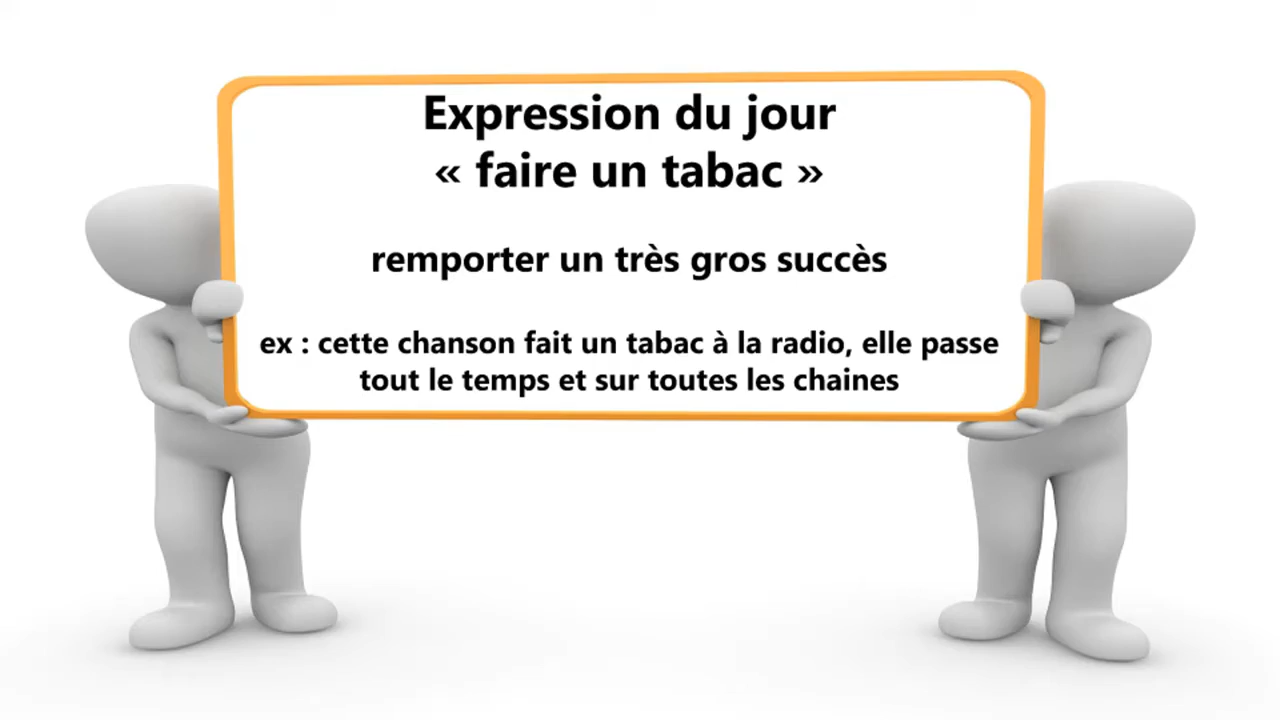 Expression du jour
« faire un tabac »
remporter un très gros succès
ex : cette chanson fait un tabac à la radio, elle passe
tout le temps et sur toutes les chaines